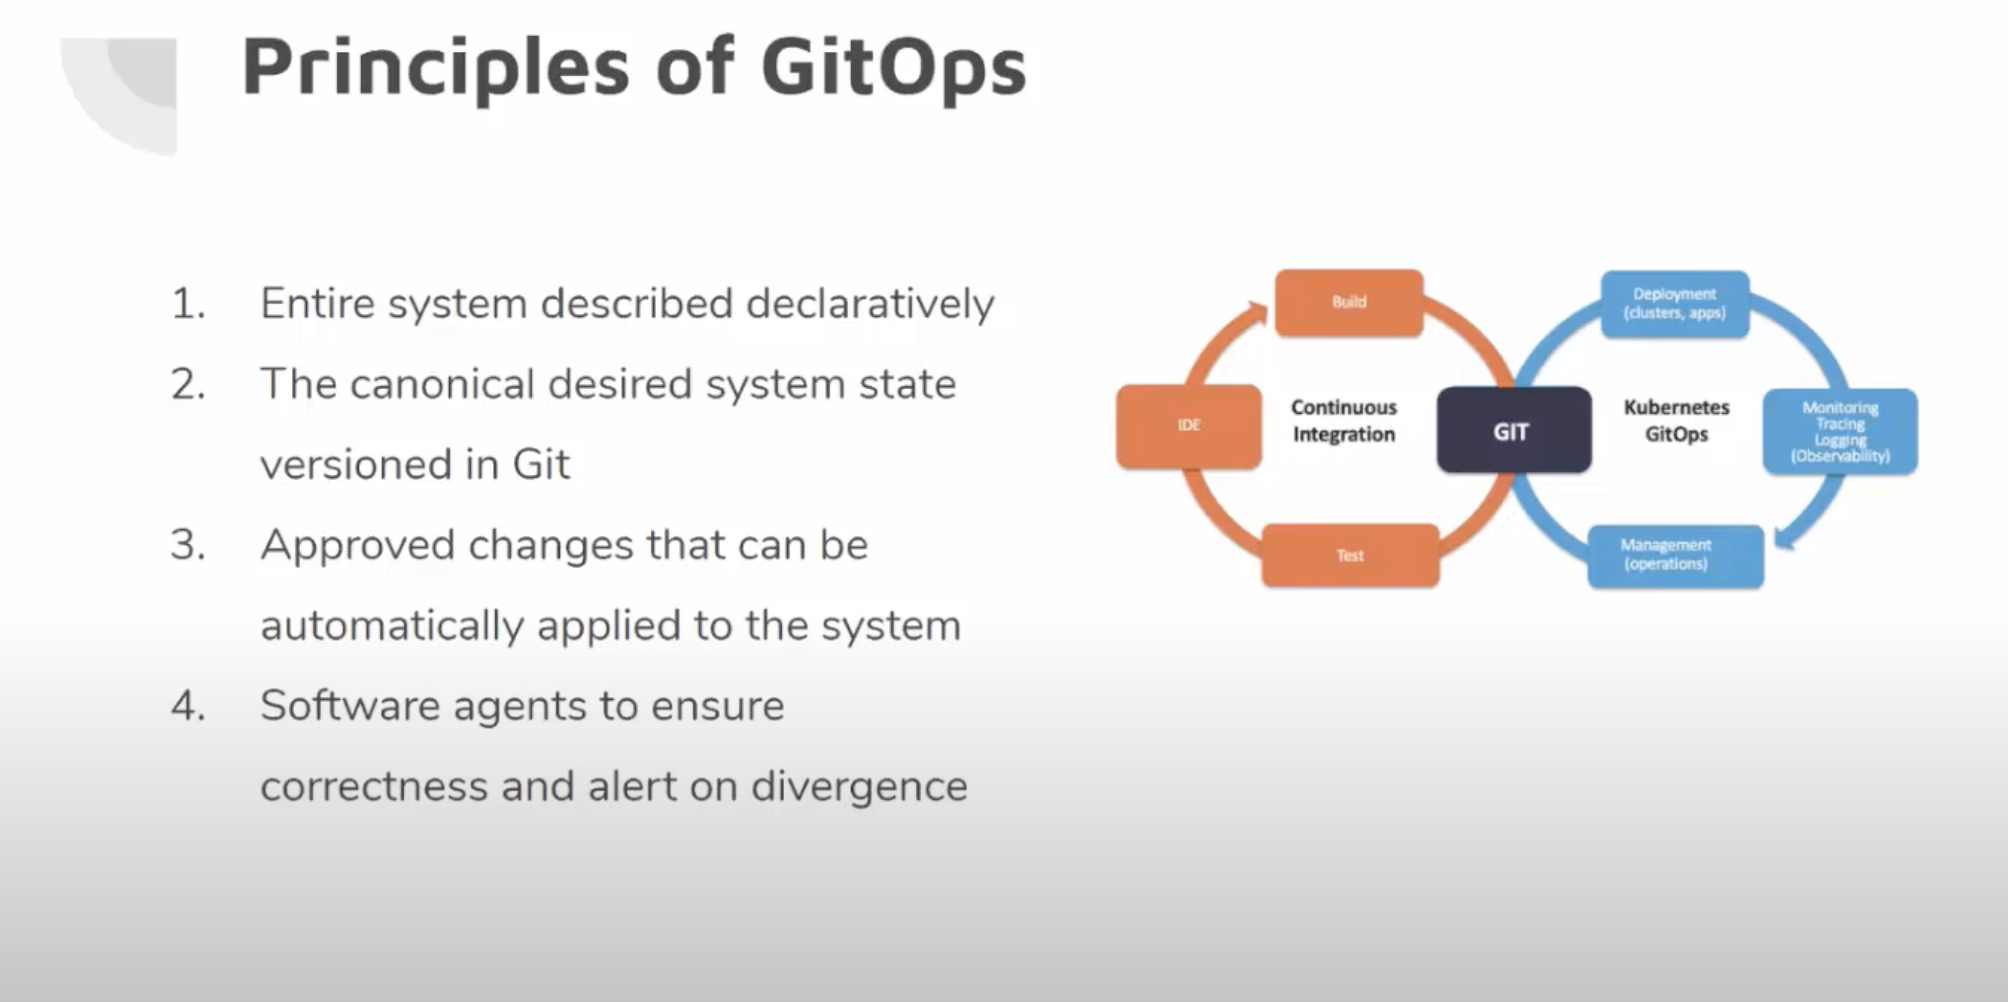 Principles of GitOps
1. Entire system described declaratively
2. The canonical desired system state
versioned in Git
3. Approved changes that can be
automatically applied to the system
4. Software agents to ensure
correctness and alert on divergence
Build
IDE
Continuous
Integration
Test
GIT
Deployment
(clusters, apps)
Kubernetes
GitOps
Monitoring
Tracing
Logging
(Observability)
Management
(operations)